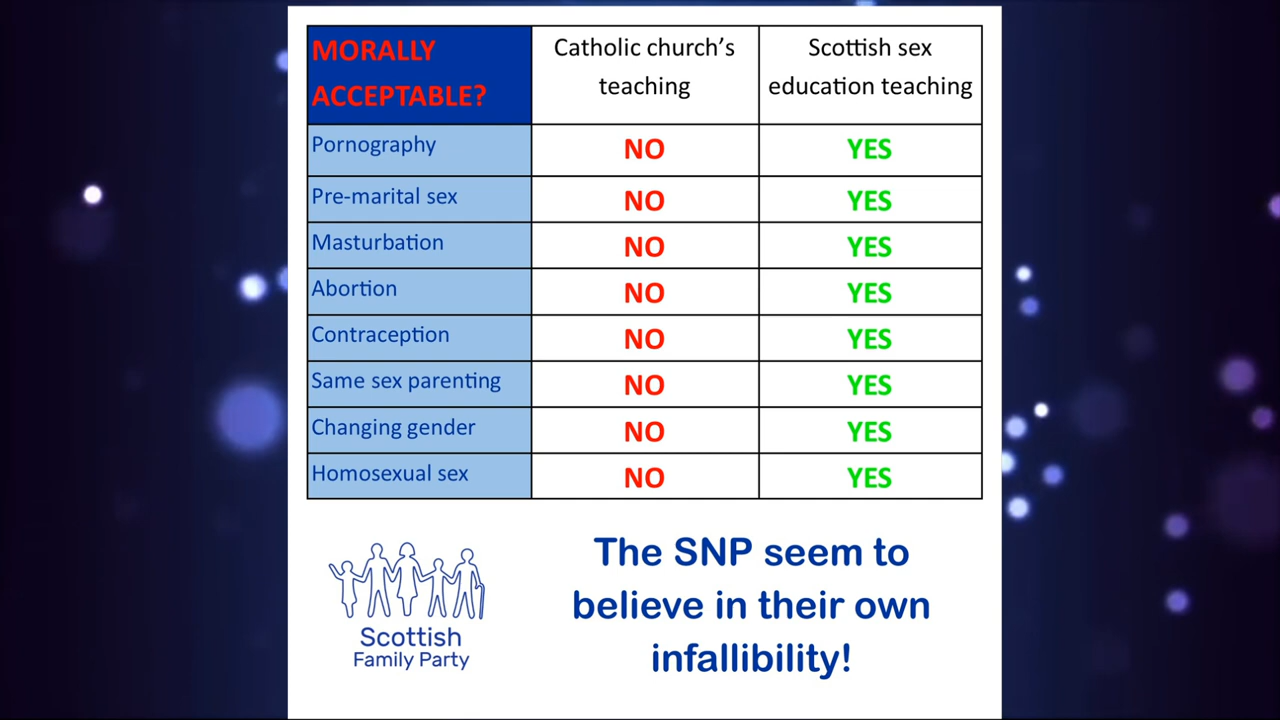 MORALLY
ACCEPTABLE?
Catholic church’s
teaching
Scottish sex
education teaching
Pornography NO YES
Pre-marital sex NO YES
Masturbation NO YES
Abortion NO YES
Contraception NO YES
Same sex parenting NO YES
Changing gender NO YES
Homosexual sex NO YES
Scottish
Family Party
The SNP seem to
believe in their own
infallibility!